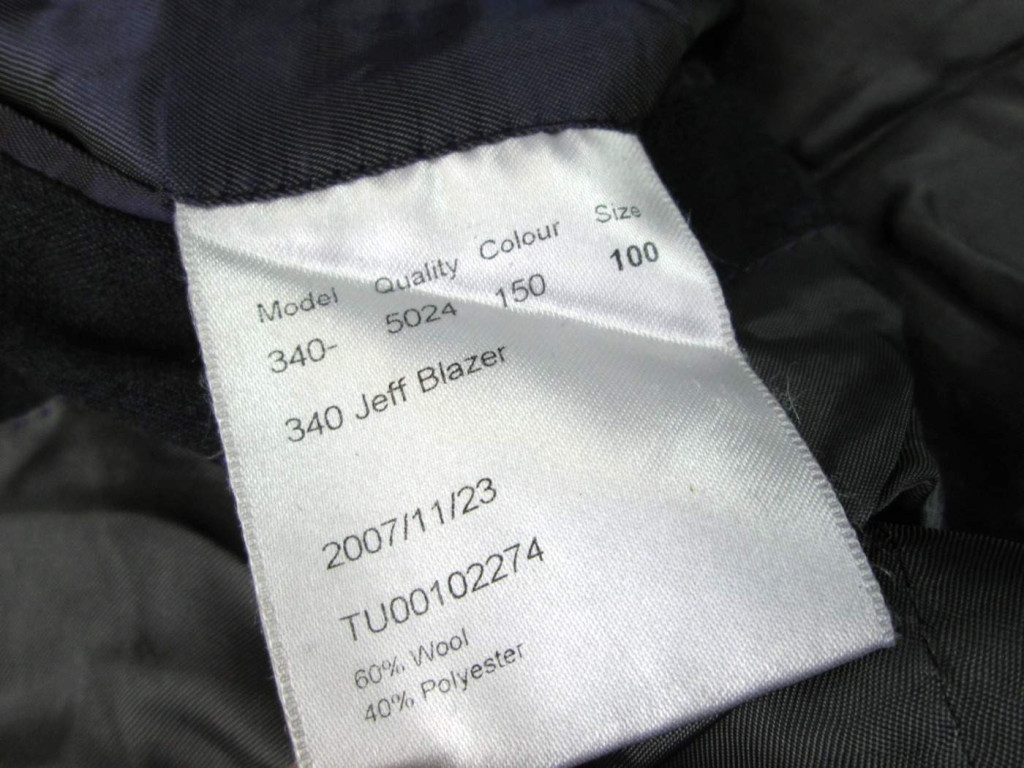 Model Quality Colour Size
340- 5024 150 100
340 Jeff Blazer
2007/11/23
TU00102274
60% Wool
40% Polyester